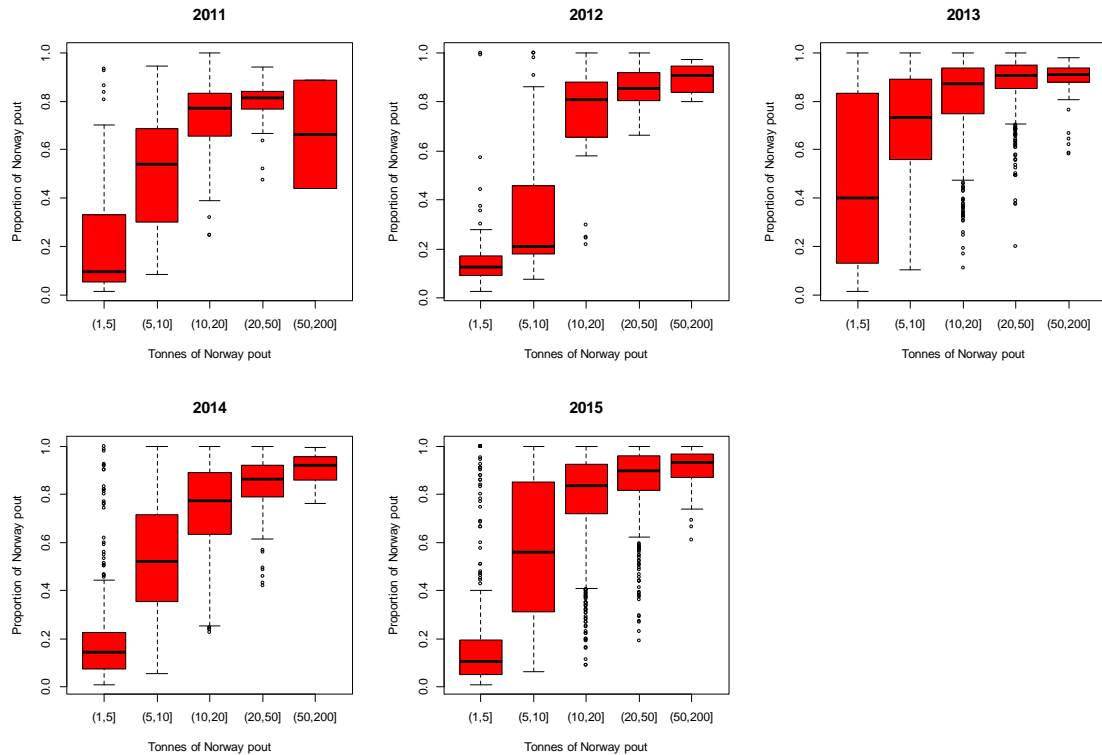 2011
Proportion of Norway pout
0.0 0.2 0.4 0.6 0.8 1.0
(1,5] (5,10] (10,20] (20,50] (50,200]
Tonnes of Norway pout
2012
Proportion of Norway pout
0.0 0.2 0.4 0.6 0.8 1.0
(1,5] (5,10] (10,20] (20,50] (50,200]
Tonnes of Norway pout
2013
Proportion of Norway pout
0.0 0.2 0.4 0.6 0.8 1.0
(1,5] (5,10] (10,20] (20,50] (50,200]
Tonnes of Norway pout
2014
Proportion of Norway pout
0.0 0.2 0.4 0.6 0.8 1.0
(1,5] (5,10] (10,20] (20,50] (50,200]
Tonnes of Norway pout
2015
Proportion of Norway pout
0.0 0.2 0.4 0.6 0.8 1.0
(1,5] (5,10] (10,20] (20,50] (50,200]
Tonnes of Norway pout